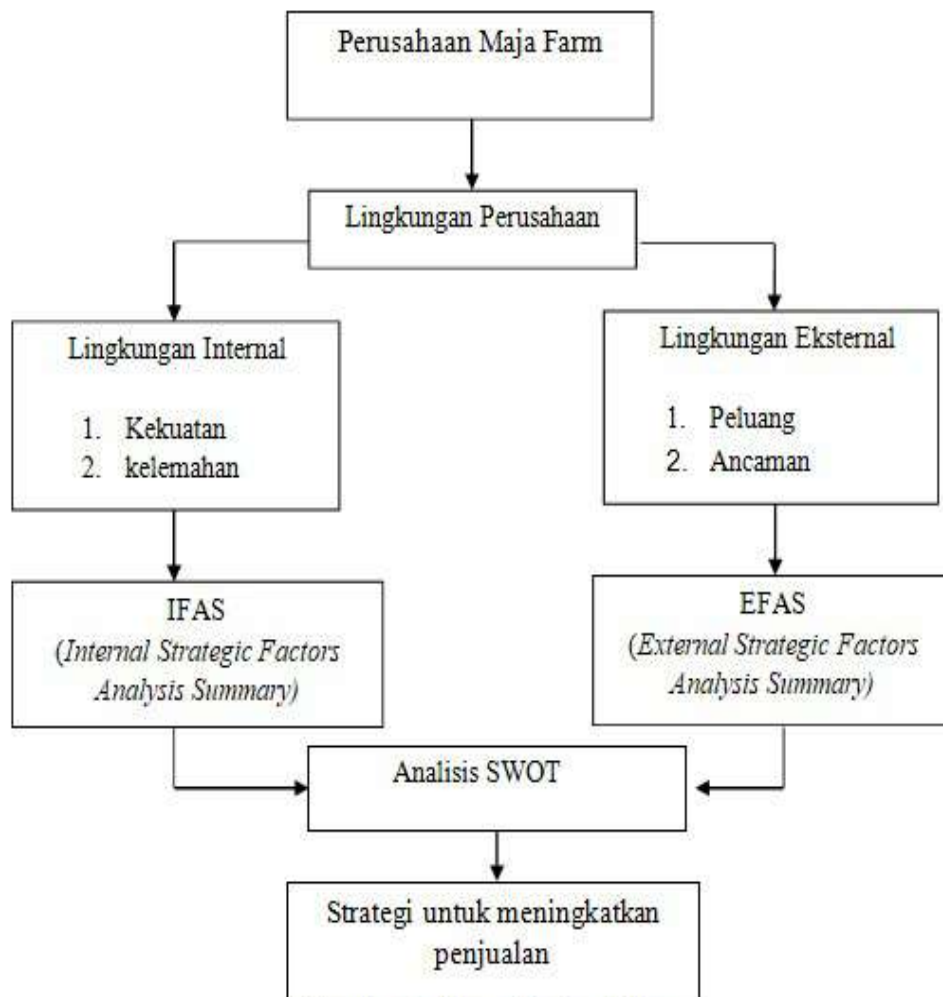 Perusahaan Maja Farm
Lingkungan Perusahaan
Lingkungan Internal
1. Kekuatan
2. kelemahan
Lingkungan Eksternal
1. Peluang
2. Ancaman
IFAS
(Internal Strategic Factors
Analysis Summary)
EFAS
(External Strategic Factors
Analysis Summary)
Analisis SWOT
Strategi untuk meningkatkan
penjualan